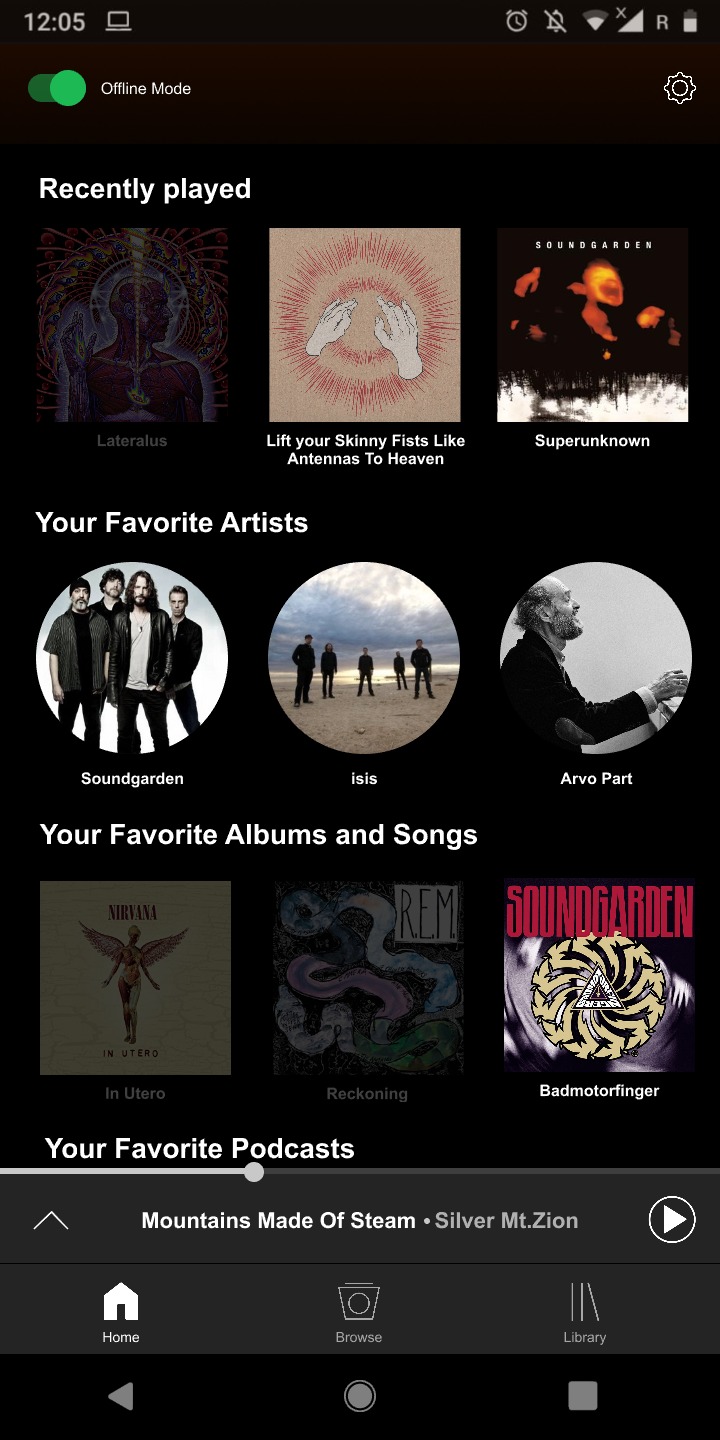 12:05
R
Offline Mode
Recently played
SOUNDGARDEN
Lateralus
Lift your Skinny Fists Like
Antennas To Heaven
Superunknown
Your Favorite Artists
Soundgarden
isis
Arvo Part
Your Favorite Albums and Songs
NIRVANA
IN UTERO
R.E.M.
SOUNDGARDEN
In Utero
Reckoning
Badmotorfinger
Your Favorite Podcasts
Mountains Made Of Steam • Silver Mt.Zion
Home
Browse
Library